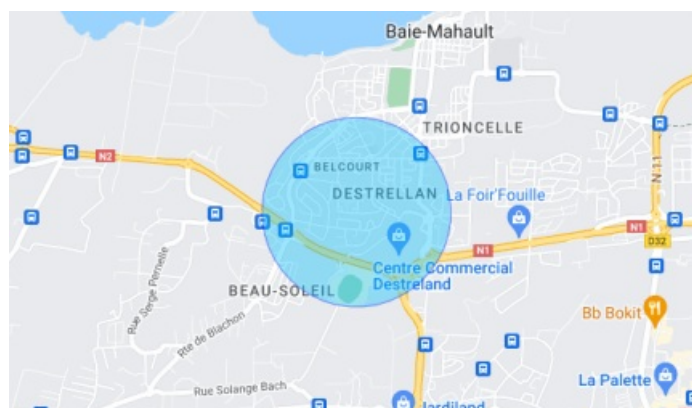 Baie-Mahault
TRIONCELLE
N2
BELCOURT
DESTRELLAN
La Foir'Fouille
N11
N1
D32
N1
Centre Commercial
Destreland
BEAU-SOLEIL
Rue Serge Pernelle
Rte de Blachon
Bb Bokit
La Palette
Rue Solange Bach
Jardiland